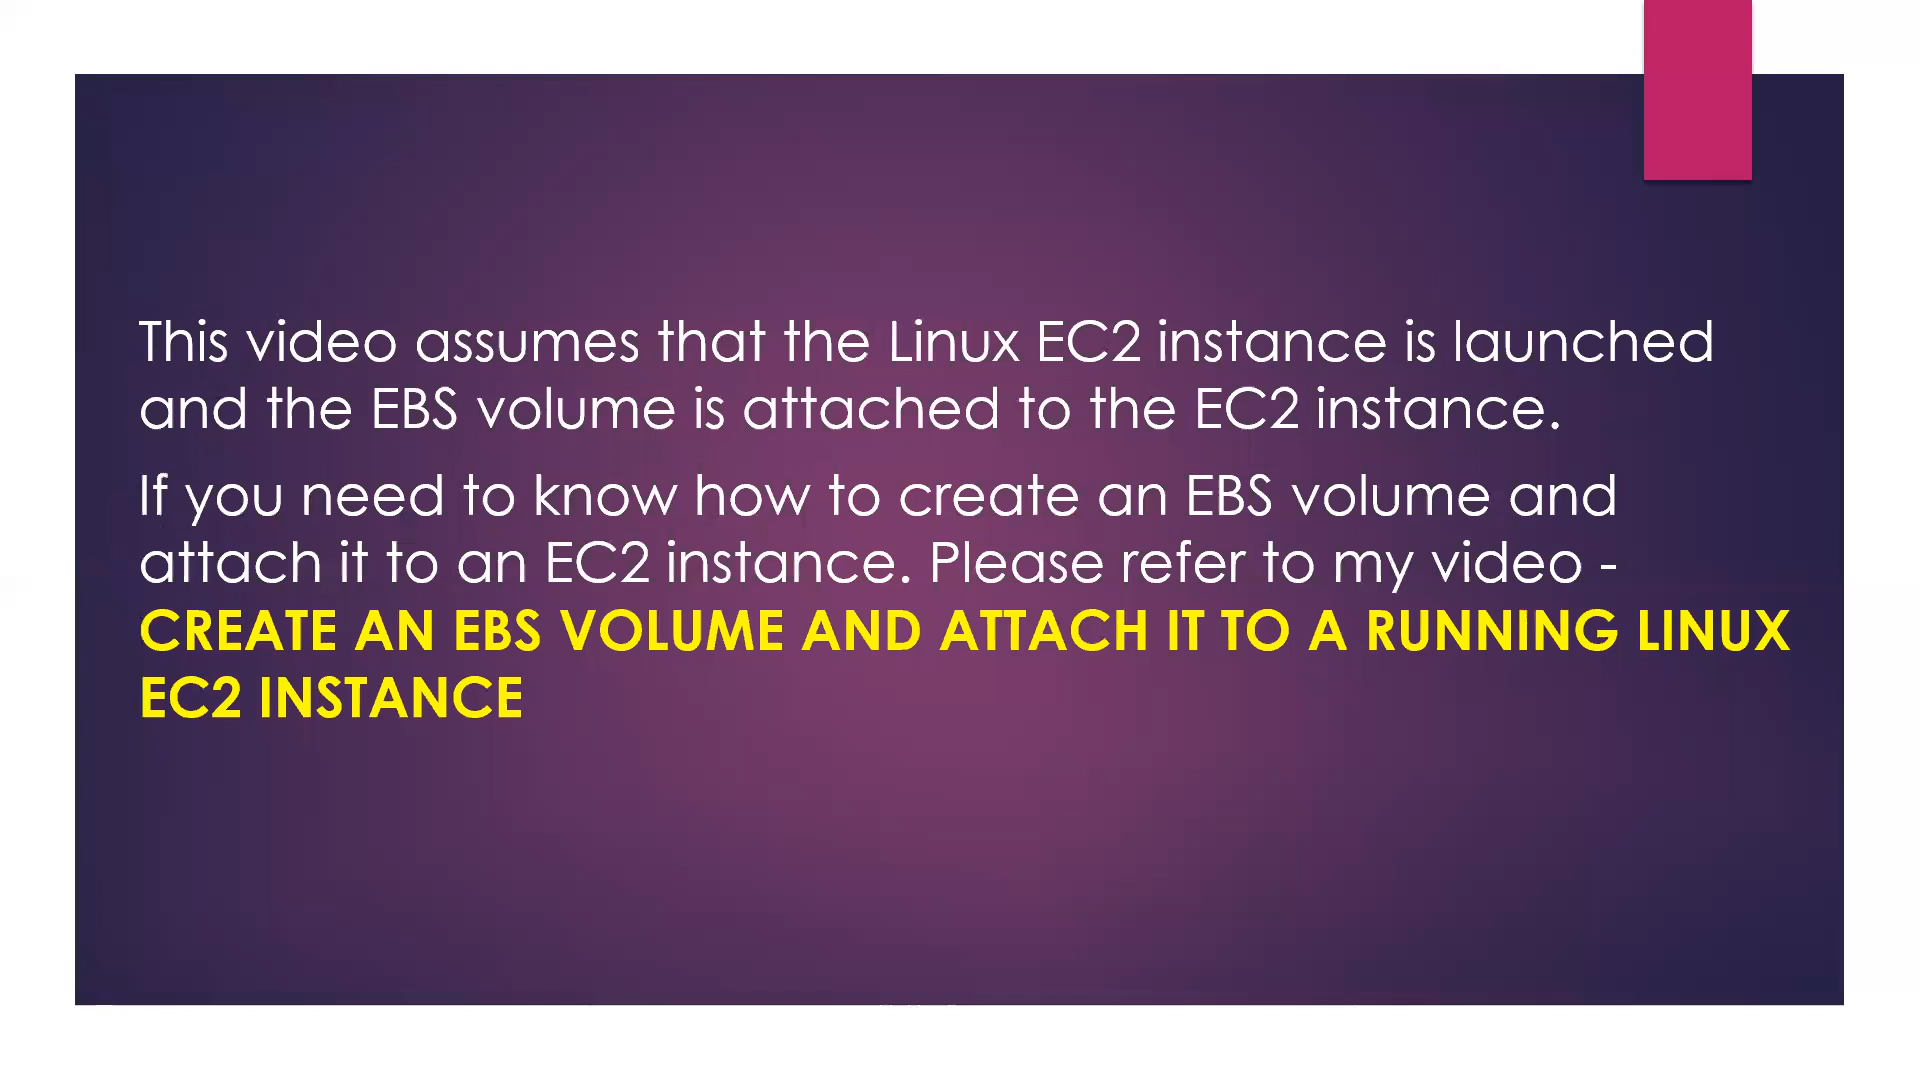 This video assumes that the Linux EC2 instance is launched
and the EBS volume is attached to the EC2 instance.
If you need to know how to create an EBS volume and
attach it to an EC2 instance. Please refer to my video -
CREATE AN EBS VOLUME AND ATTACH IT TO A RUNNING LINUX
EC2 INSTANCE